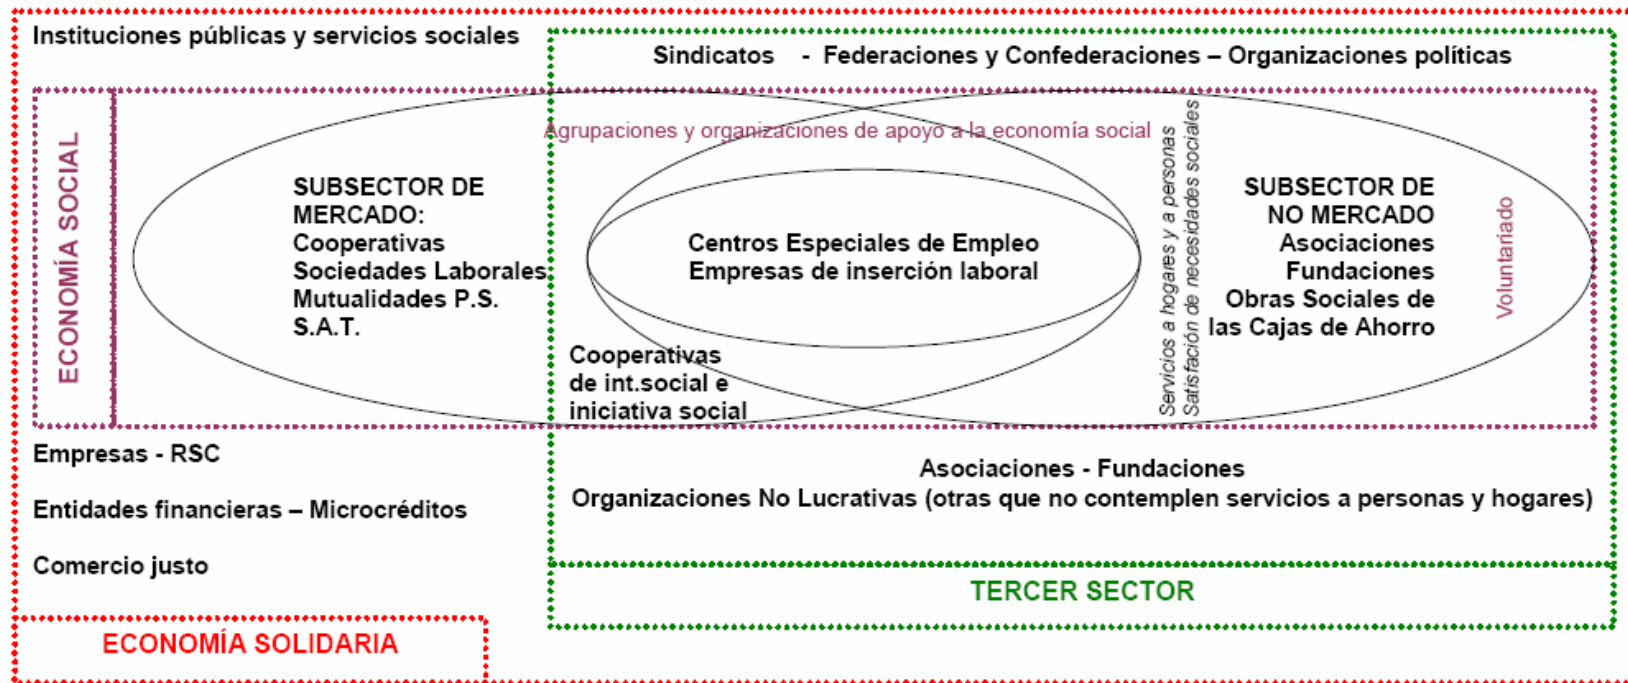 Instituciones públicas y servicios sociales
Sindicatos - Federaciones y Confederaciones – Organizaciones políticas
ECONOMÍA SOCIAL
Agrupaciones y organizaciones de apoyo a la economía social
SUBSECTOR DE
MERCADO:
Cooperativas
Sociedades Laborales
Mutualidades P.S.
S.A.T.
Centros Especiales de Empleo
Empresas de inserción laboral
Cooperativas
de int.social e
iniciativa social
Servicios a hogares y a personas
Satisfación de necesidades sociales
SUBSECTOR DE
NO MERCADO
Asociaciones
Fundaciones
Obras Sociales de
las Cajas de Ahorro
Voluntariado
Empresas - RSC
Entidades financieras – Microcréditos
Comercio justo
Asociaciones - Fundaciones
Organizaciones No Lucrativas (otras que no contemplen servicios a personas y hogares)
TERCER SECTOR
ECONOMÍA SOLIDARIA